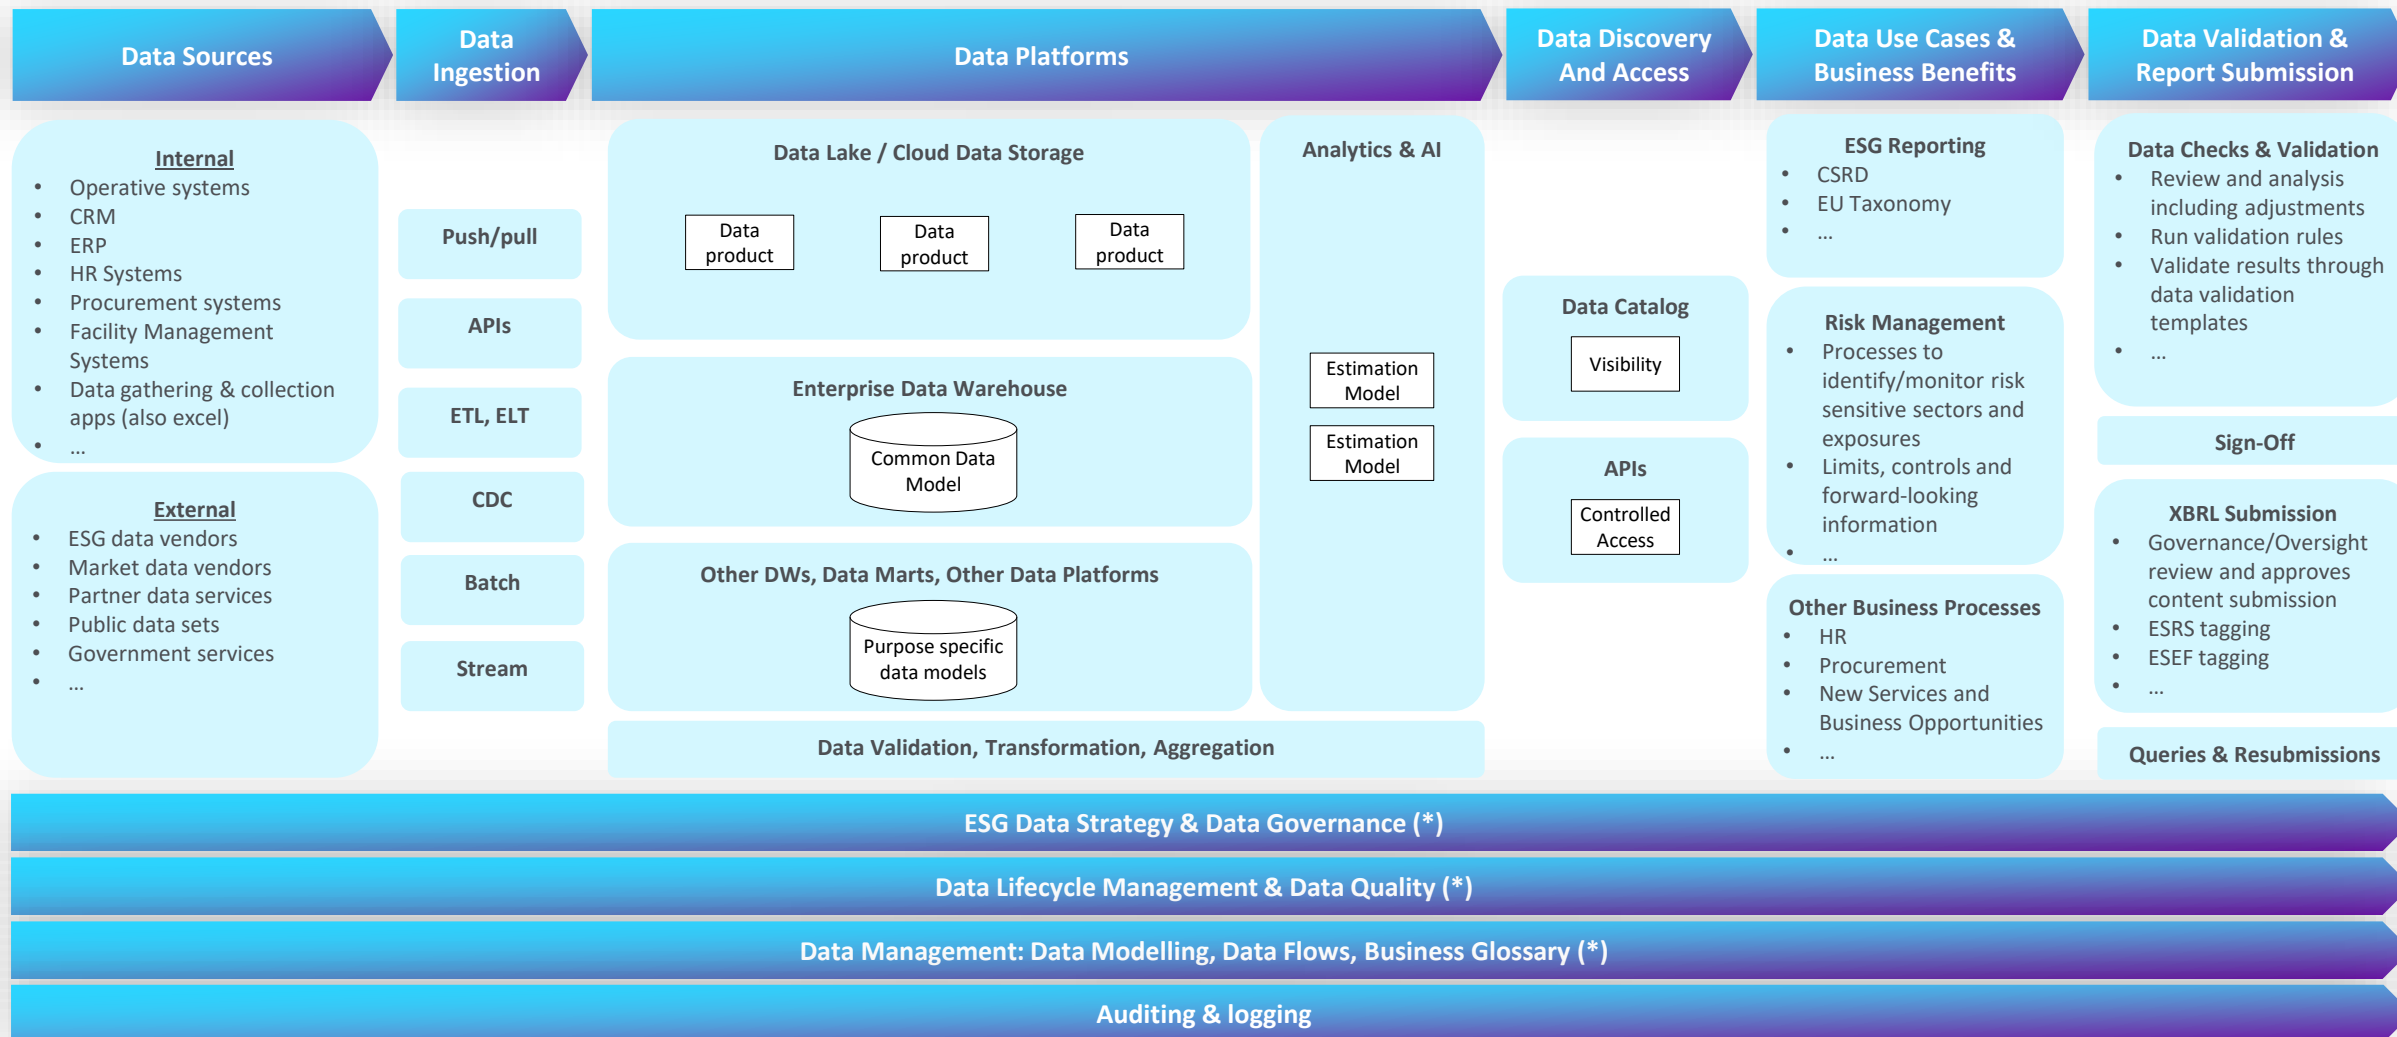 Data Sources
Data
Ingestion
Data Platforms
Data Discovery
And Access
Data Use Cases &
Business Benefits
Data Validation &
Report Submission
Internal
• Operative systems
• CRM
• ERP
• HR Systems
• Procurement systems
• Facility Management
Systems
• Data gathering & collection
apps (also excel)
• ...
External
• ESG data vendors
• Market data vendors
• Partner data services
• Public data sets
• Government services
• ...
Push/pull
APIs
ETL, ELT
CDC
Batch
Stream
Data Lake / Cloud Data Storage
Data
product
Data
product
Data
product
Enterprise Data Warehouse
Common Data
Model
Other DWs, Data Marts, Other Data Platforms
Purpose specific
data models
Analytics & AI
Estimation
Model
Estimation
Model
Data Validation, Transformation, Aggregation
Data Catalog
Visibility
APIs
Controlled
Access
ESG Reporting
• CSRD
• EU Taxonomy
• ...
Risk Management
• Processes to
identify/monitor risk
sensitive sectors and
exposures
• Limits, controls and
forward-looking
information
• ...
Other Business Processes
• HR
• Procurement
• New Services and
Business Opportunities
• ...
Data Checks & Validation
• Review and analysis
including adjustments
• Run validation rules
• Validate results through
data validation
templates
• ...
Sign-Off
XBRL Submission
• Governance/Oversight
review and approves
content submission
• ESRS tagging
• ESEF tagging
• ...
Queries & Resubmissions
ESG Data Strategy & Data Governance (*)
Data Lifecycle Management & Data Quality (*)
Data Management: Data Modelling, Data Flows, Business Glossary (*)
Auditing & logging